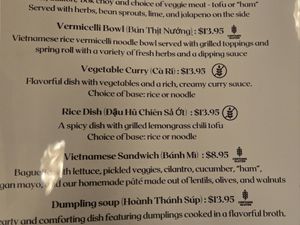 bok choy and choice of veggie meat - tofu or "ham"
Served with herbs, bean sprouts, lime, and jalapeño on the side
Vermicelli Bowl (Bún Thịt Nướng) : $13.95
Vietnamese rice vermicelli noodle bowl served with grilled toppings and
spring roll with a variety of fresh herbs and a dipping sauce
Vegetable Curry (Cà Ri) : $13.95
Flavorful dish with vegetables and a rich, creamy curry sauce.
Choice of base: rice or noodle
Rice Dish (Đậu Hũ Chiên Sả Ớt) : $13.95
A spicy dish with grilled lemongrass chili tofu
Choice of base: rice or noodle
Vietnamese Sandwich (Bánh Mì) : $8.95
with lettuce, pickled veggies, cilantro, cucumber, "ham",
mayo, and our homemade pâté made out of lentils, olives, and walnuts
Dumpling soup (Hoành Thánh Súp) : $13.95
and comforting dish featuring dumplings cooked in a flavorful broth.